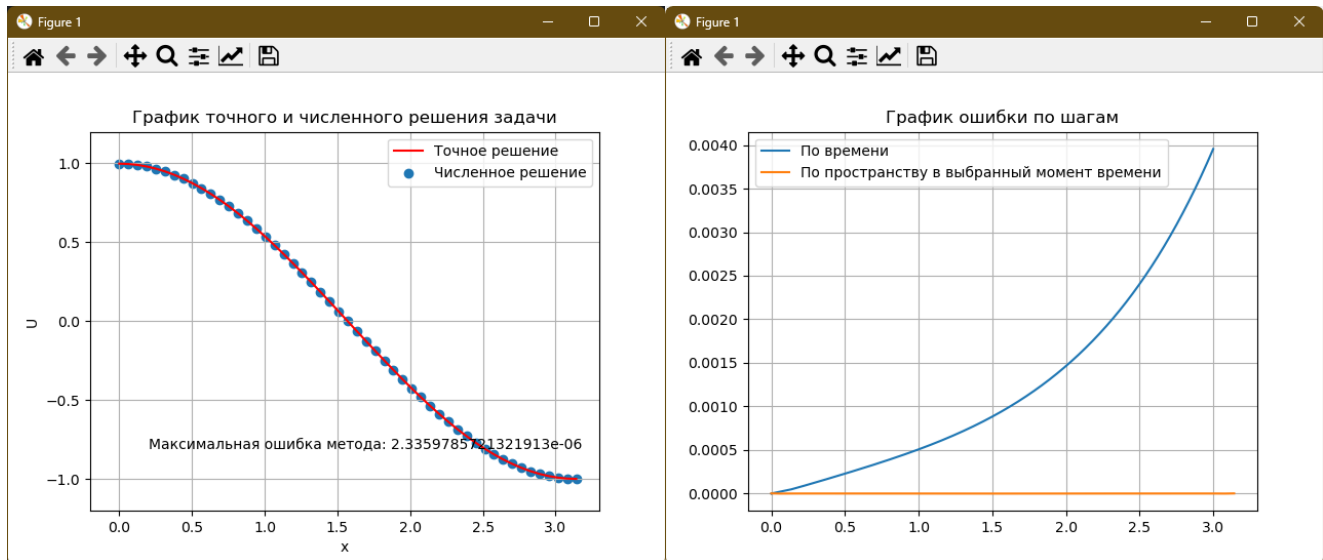 Figure 1
График точного и численного решения задачи
Точное решение
Численное решение
1.0
0.5
0.0
−0.5
−1.0
U
Максимальная ошибка метода: 2.3359785721321913e-06
0.0 0.5 1.0 1.5 2.0 2.5 3.0
x
Figure 1
График ошибки по шагам
По времени
По пространству в выбранный момент времени
0.0040
0.0035
0.0030
0.0025
0.0020
0.0015
0.0010
0.0005
0.0000
0.0 0.5 1.0 1.5 2.0 2.5 3.0